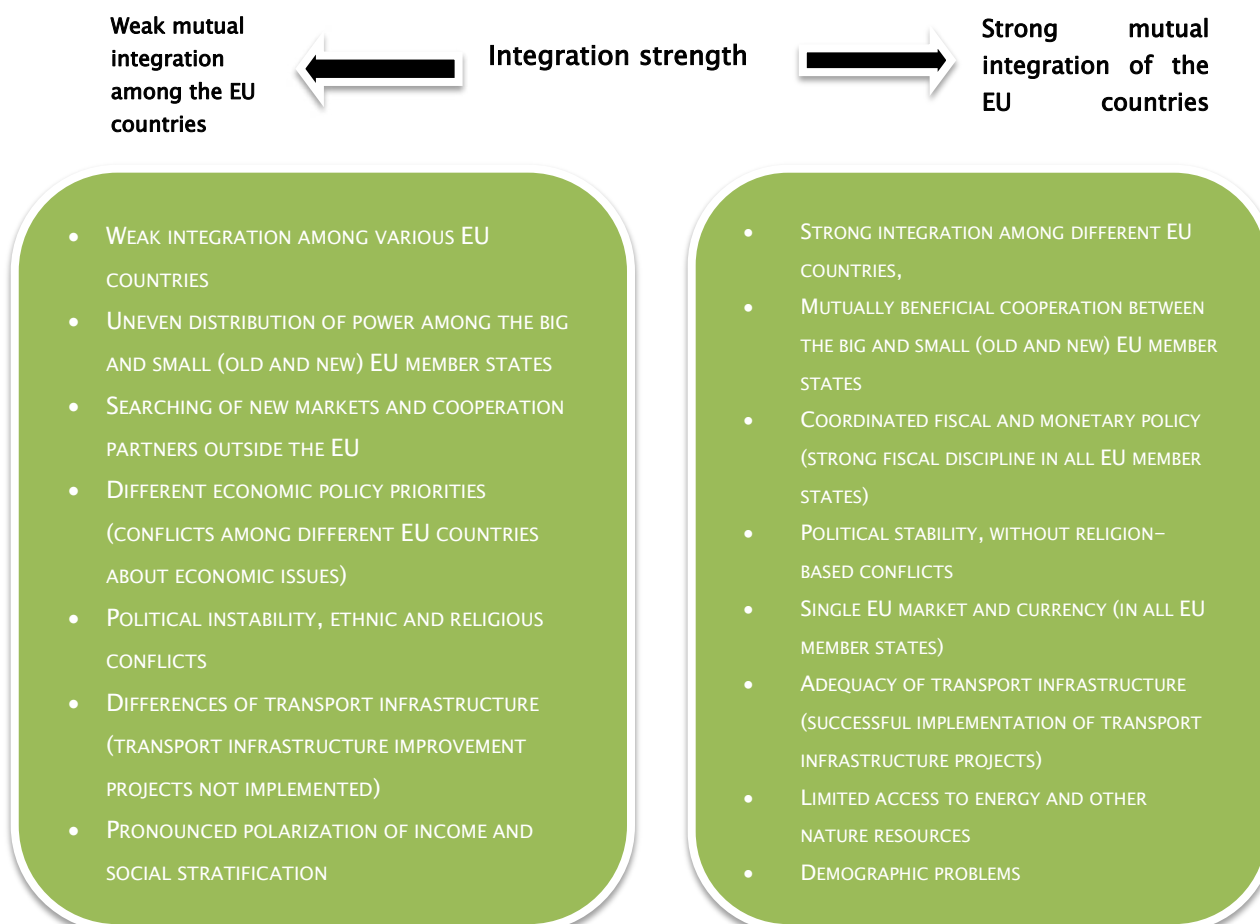 Weak mutual
integration
among the EU
countries
Integration strength
Strong mutual
integration of the
EU countries
• WEAK INTEGRATION AMONG VARIOUS EU
COUNTRIES
• UNEVEN DISTRIBUTION OF POWER AMONG THE BIG
AND SMALL (OLD AND NEW) EU MEMBER STATES
• SEARCHING OF NEW MARKETS AND COOPERATION
PARTNERS OUTSIDE THE EU
• DIFFERENT ECONOMIC POLICY PRIORITIES
(CONFLICTS AMONG DIFFERENT EU COUNTRIES
ABOUT ECONOMIC ISSUES)
• POLITICAL INSTABILITY, ETHNIC AND RELIGIOUS
CONFLICTS
• DIFFERENCES OF TRANSPORT INFRASTRUCTURE
(TRANSPORT INFRASTRUCTURE IMPROVEMENT
PROJECTS NOT IMPLEMENTED)
• PRONOUNCED POLARIZATION OF INCOME AND
SOCIAL STRATIFICATION
• STRONG INTEGRATION AMONG DIFFERENT EU
COUNTRIES,
• MUTUALLY BENEFICIAL COOPERATION BETWEEN
THE BIG AND SMALL (OLD AND NEW) EU MEMBER
STATES
• COORDINATED FISCAL AND MONETARY POLICY
(STRONG FISCAL DISCIPLINE IN ALL EU MEMBER
STATES)
• POLITICAL STABILITY, WITHOUT RELIGION-
BASED CONFLICTS
• SINGLE EU MARKET AND CURRENCY (IN ALL EU
MEMBER STATES)
• ADEQUACY OF TRANSPORT INFRASTRUCTURE
(SUCCESSFUL IMPLEMENTATION OF TRANSPORT
INFRASTRUCTURE PROJECTS)
• LIMITED ACCESS TO ENERGY AND OTHER
NATURE RESOURCES
• DEMOGRAPHIC PROBLEMS